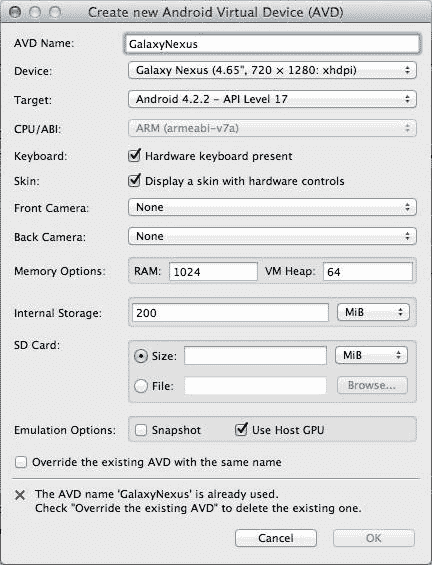 Create new Android Virtual Device (AVD)
AVD Name: GalaxyNexus
Device: Galaxy Nexus (4.65", 720 × 1280: xhdpi)
Target: Android 4.2.2 – API Level 17
CPU/ABI: ARM (armeabi-v7a)
Keyboard: Hardware keyboard present
Skin: Display a skin with hardware controls
Front Camera: None
Back Camera: None
Memory Options: RAM: 1024 VM Heap: 64
Internal Storage: 200 MiB
SD Card:
Size: MiB
File: Browse...
Emulation Options: Snapshot Use Host GPU
Override the existing AVD with the same name
The AVD name 'GalaxyNexus' is already used.
Check "Override the existing AVD" to delete the existing one.
Cancel OK